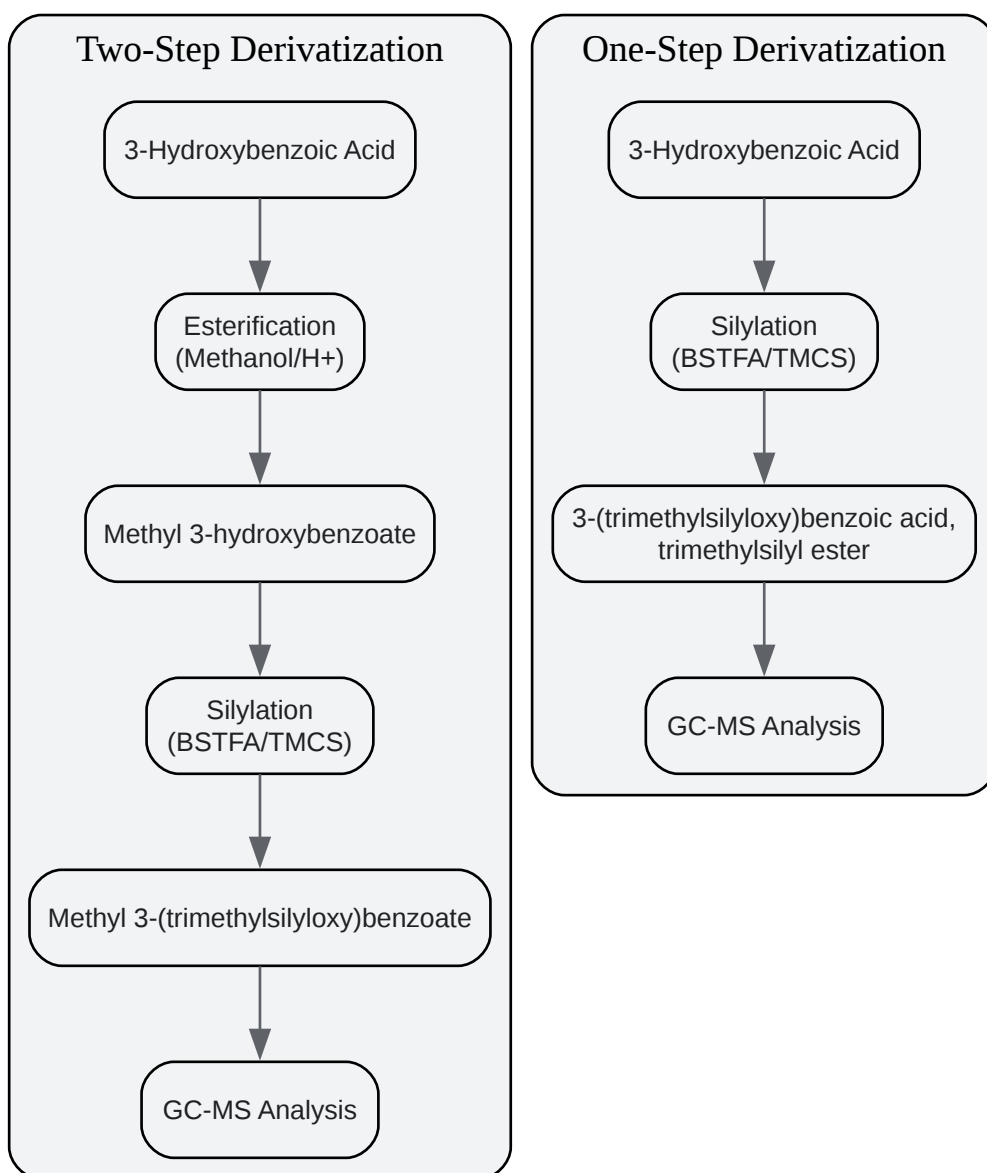 Two-Step Derivatization
3-Hydroxybenzoic Acid
Esterification
(Methanol/H+)
Methyl 3-hydroxybenzoate
Silylation
(BSTFA/TMCS)
Methyl 3-(trimethylsilyloxy)benzoate
GC-MS Analysis
One-Step Derivatization
3-Hydroxybenzoic Acid
Silylation
(BSTFA/TMCS)
3-(trimethylsilyloxy)benzoic acid,
trimethylsilyl ester
GC-MS Analysis